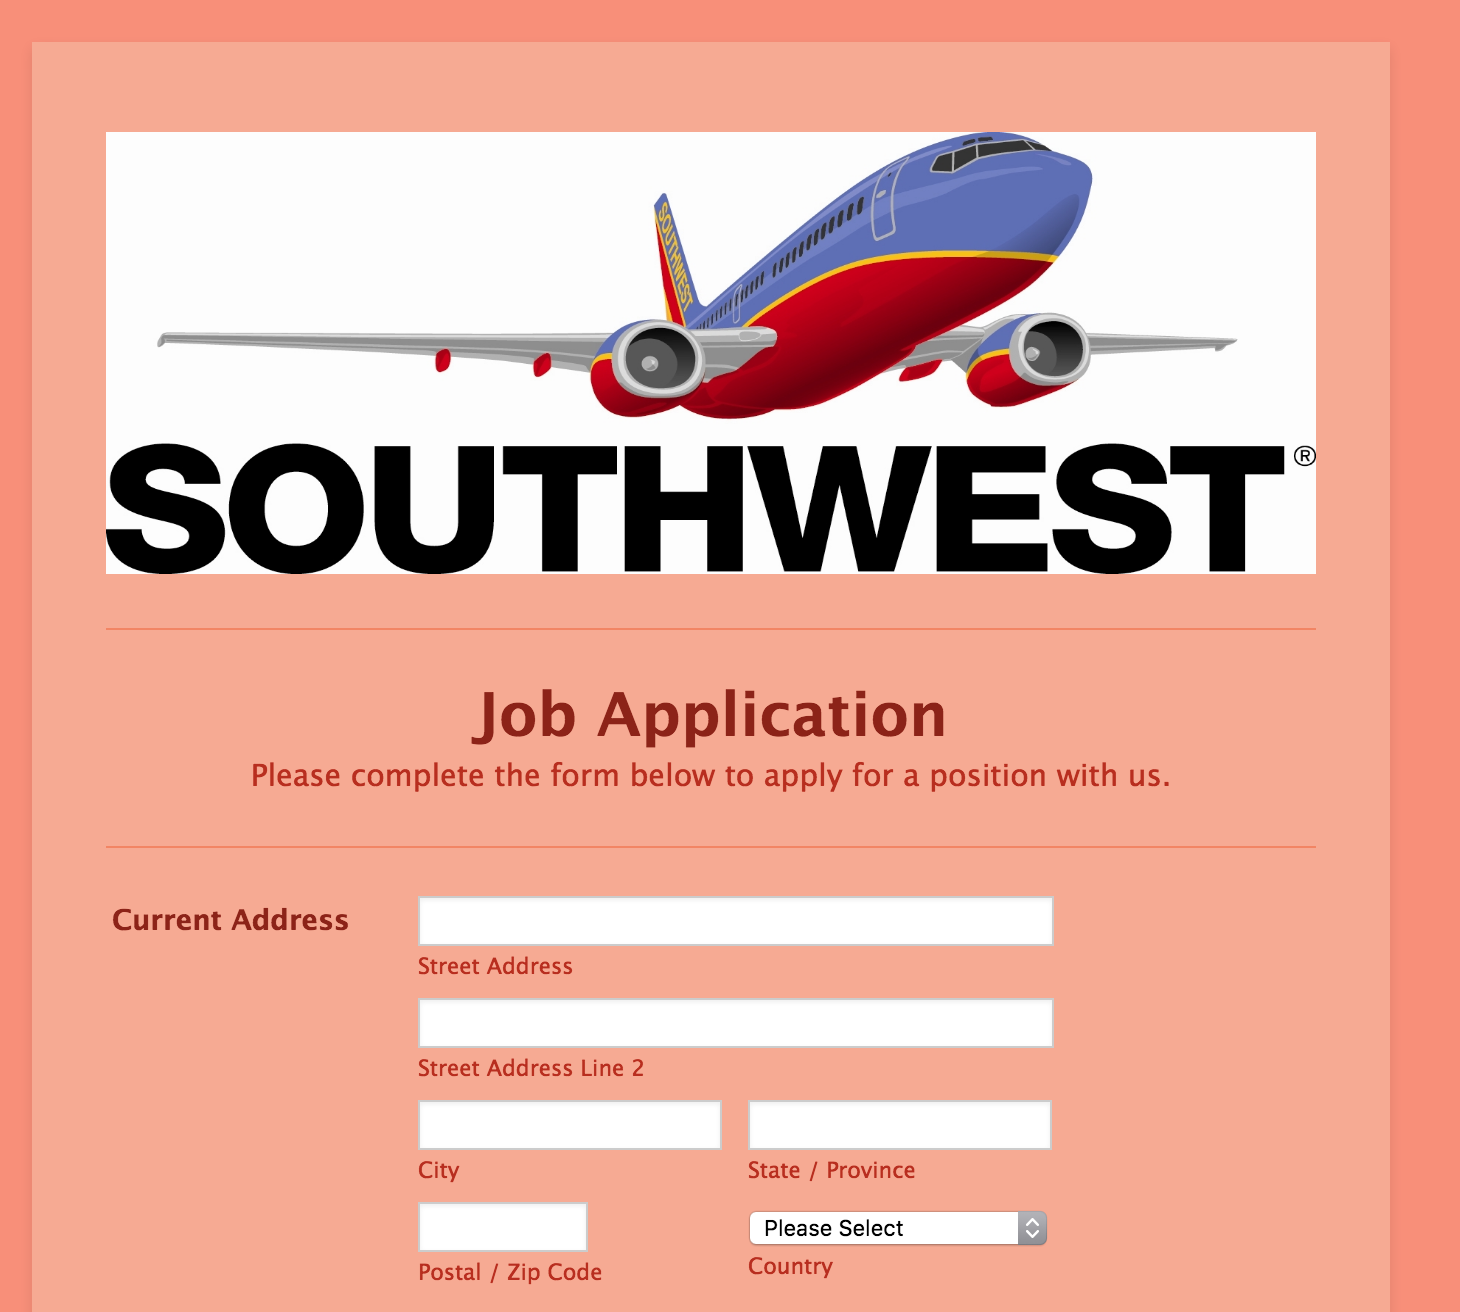 SOUTHWEST
SOUTHWEST®
Job Application
Please complete the form below to apply for a position with us.
Current Address
Street Address
Street Address Line 2
City
State / Province
Please Select
Postal / Zip Code
Country